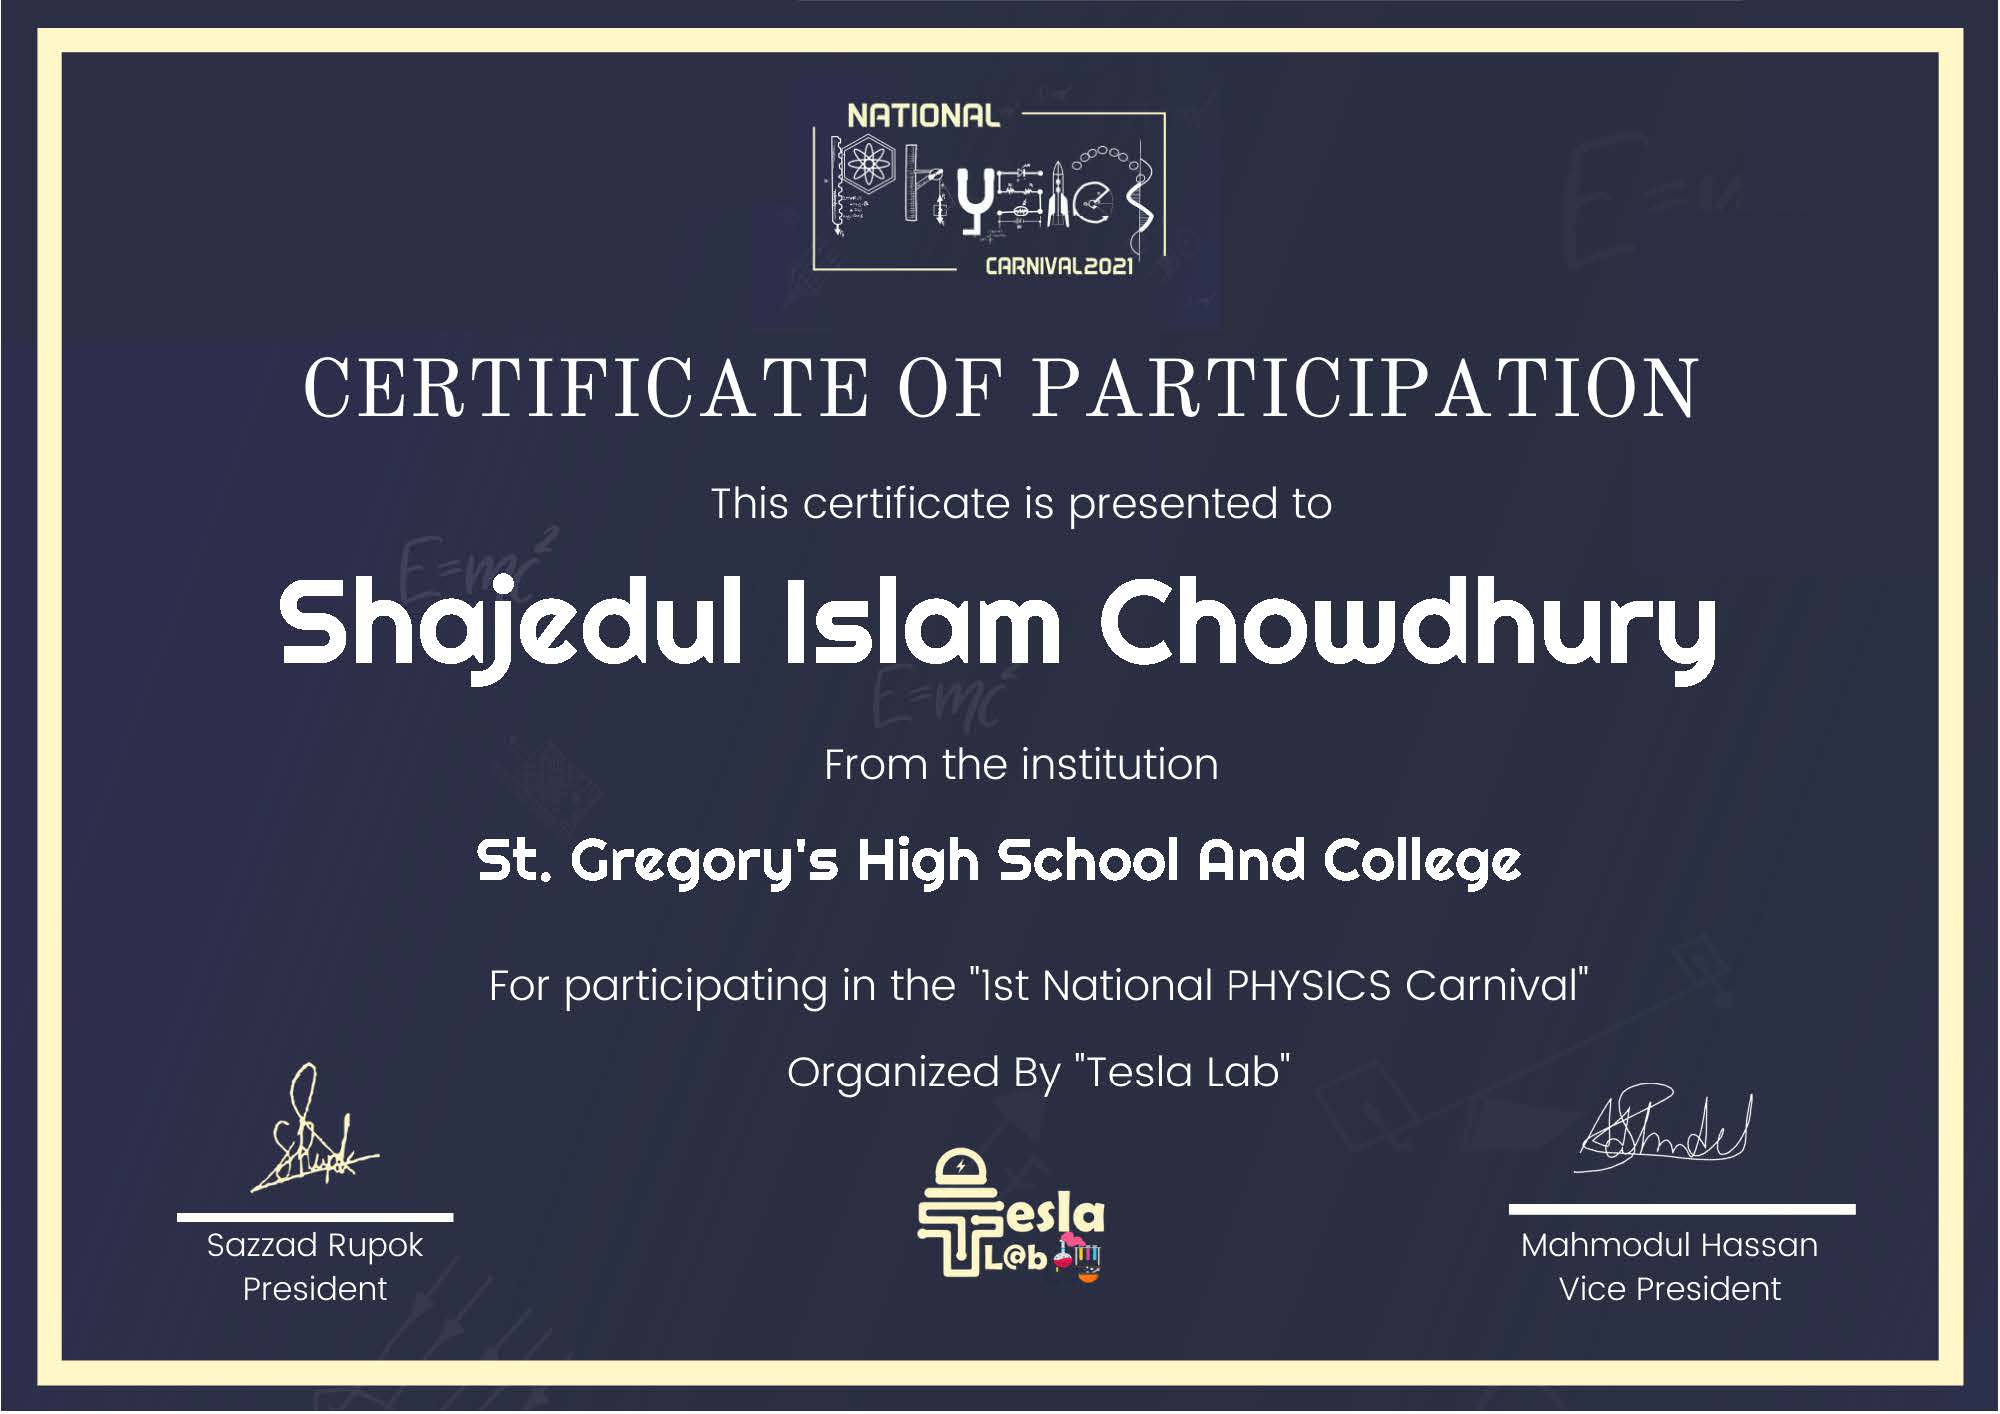 NATIONAL
Physics
CARNIVAL2021
CERTIFICATE OF PARTICIPATION
This certificate is presented to
E=mc²
Shajedul Islam Chowdhury
E=mc²
From the institution
St. Gregory's High School And College
For participating in the "1st National PHYSICS Carnival"
Organized By "Tesla Lab"
Tesla
L@b
Sazzad Rupok
President
Mahmodul Hassan
Vice President